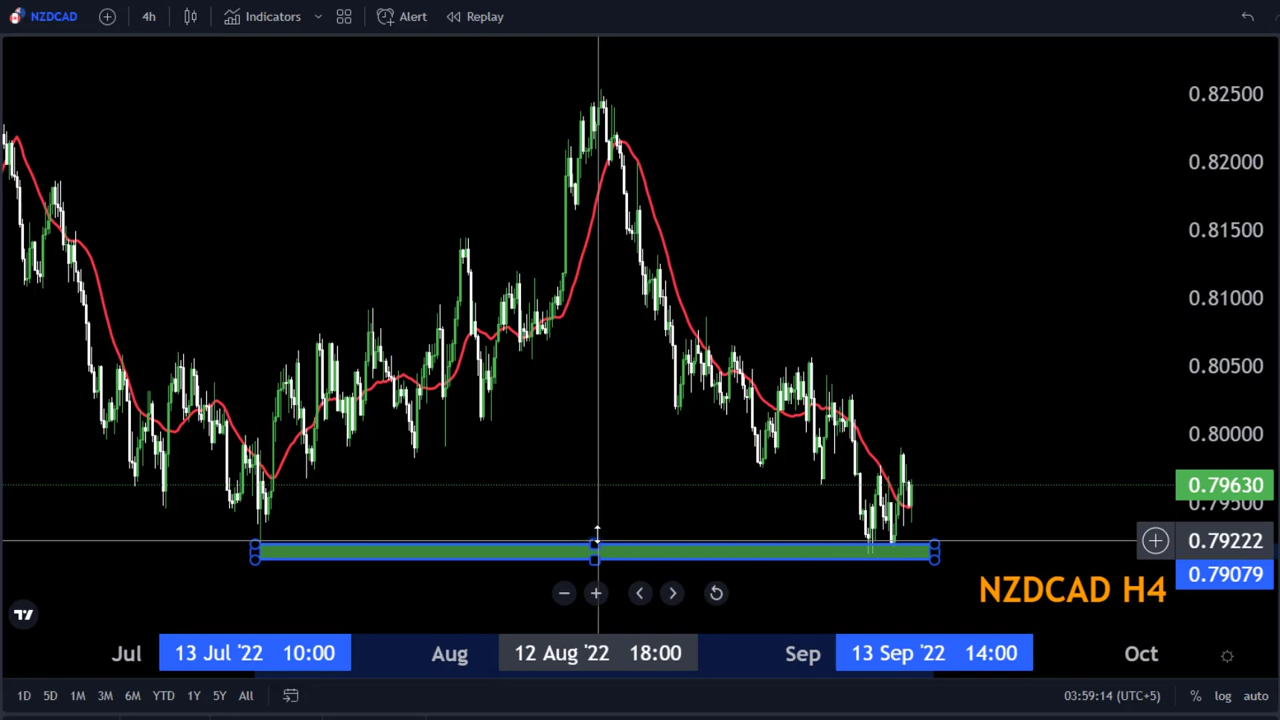 NZDCAD 4h Indicators Alert Replay
0.82500
0.82000
0.81500
0.81000
0.80500
0.80000
0.79630
0.79500
0.79222
0.79079
NZDCAD H4
Jul 13 Jul '22 10:00 Aug 12 Aug '22 18:00 Sep 13 Sep '22 14:00 Oct
1D 5D 1M 3M 6M YTD 1Y 5Y All 03:59:14 (UTC+5) % log auto